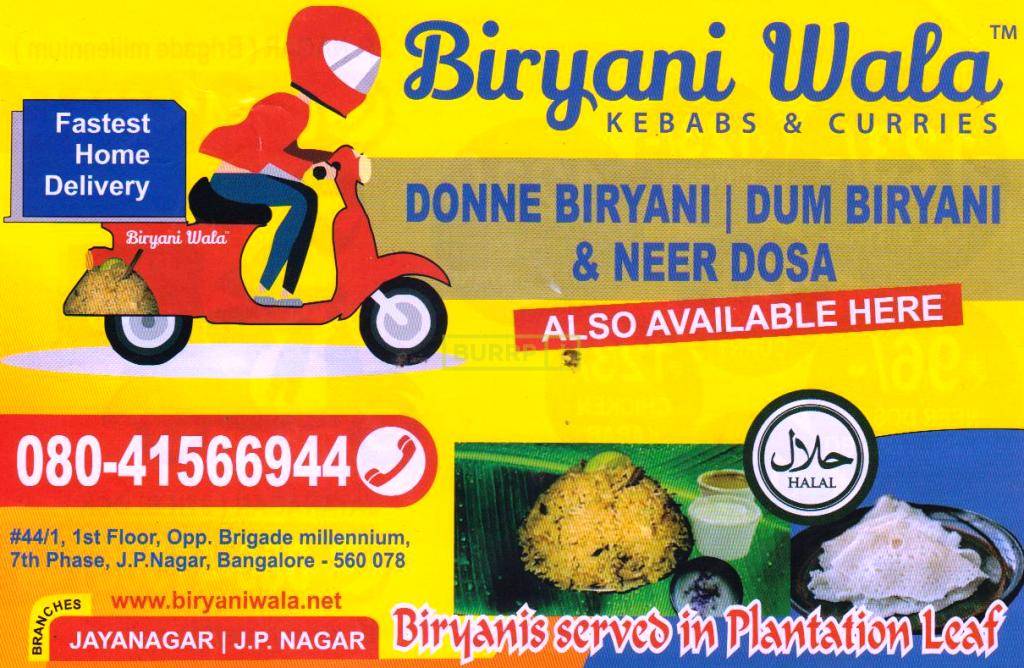 Biryani Wala™
KEBABS & CURRIES
Fastest
Home
Delivery
DONNE BIRYANI | DUM BIRYANI
& NEER DOSA
Biryani Wala™
ALSO AVAILABLE HERE
BURRP
080-41566944
حلال
HALAL
#44/1, 1st Floor, Opp. Brigade millennium,
7th Phase, J.P.Nagar, Bangalore - 560 078
www.biryaniwala.net
BRANCHES
JAYANAGAR | J.P. NAGAR
Biryanis served in Plantation Leaf